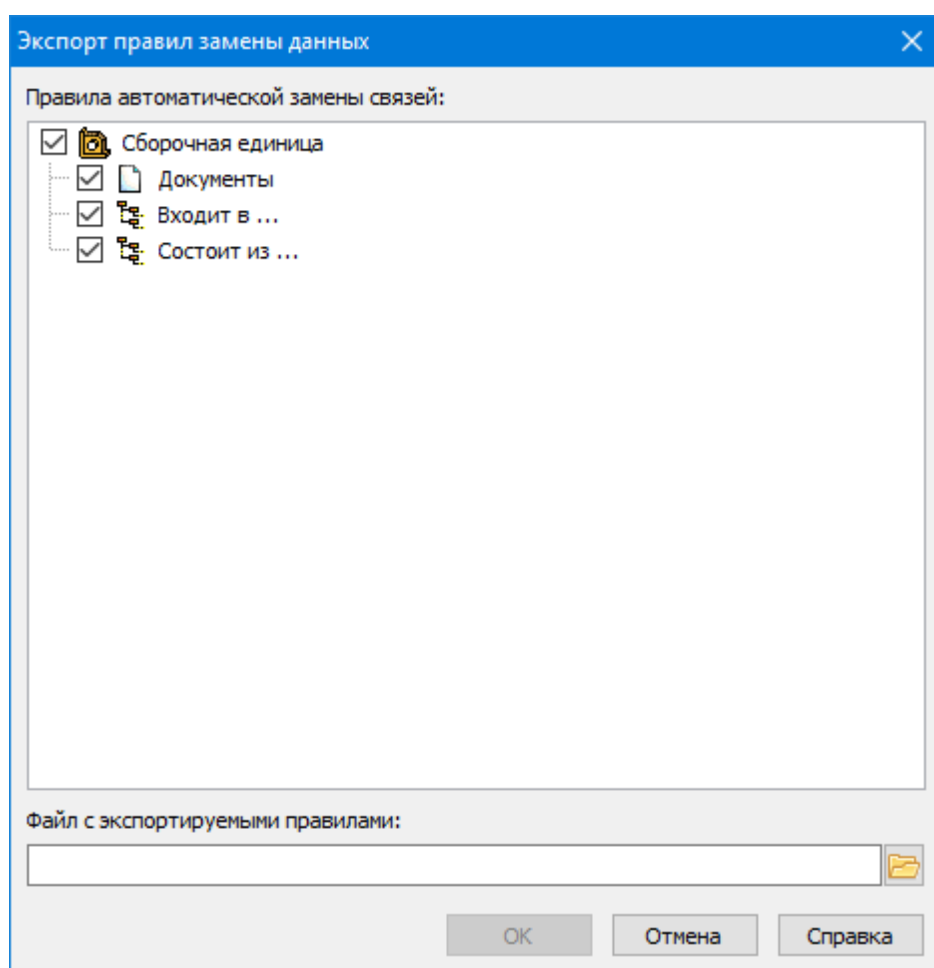 Экспорт правил замены данных
Правила автоматической замены связей:
Сборочная единица
Документы
Входит в ...
Состоит из ...
Файл с экспортируемыми правилами:
OK Отмена Справка